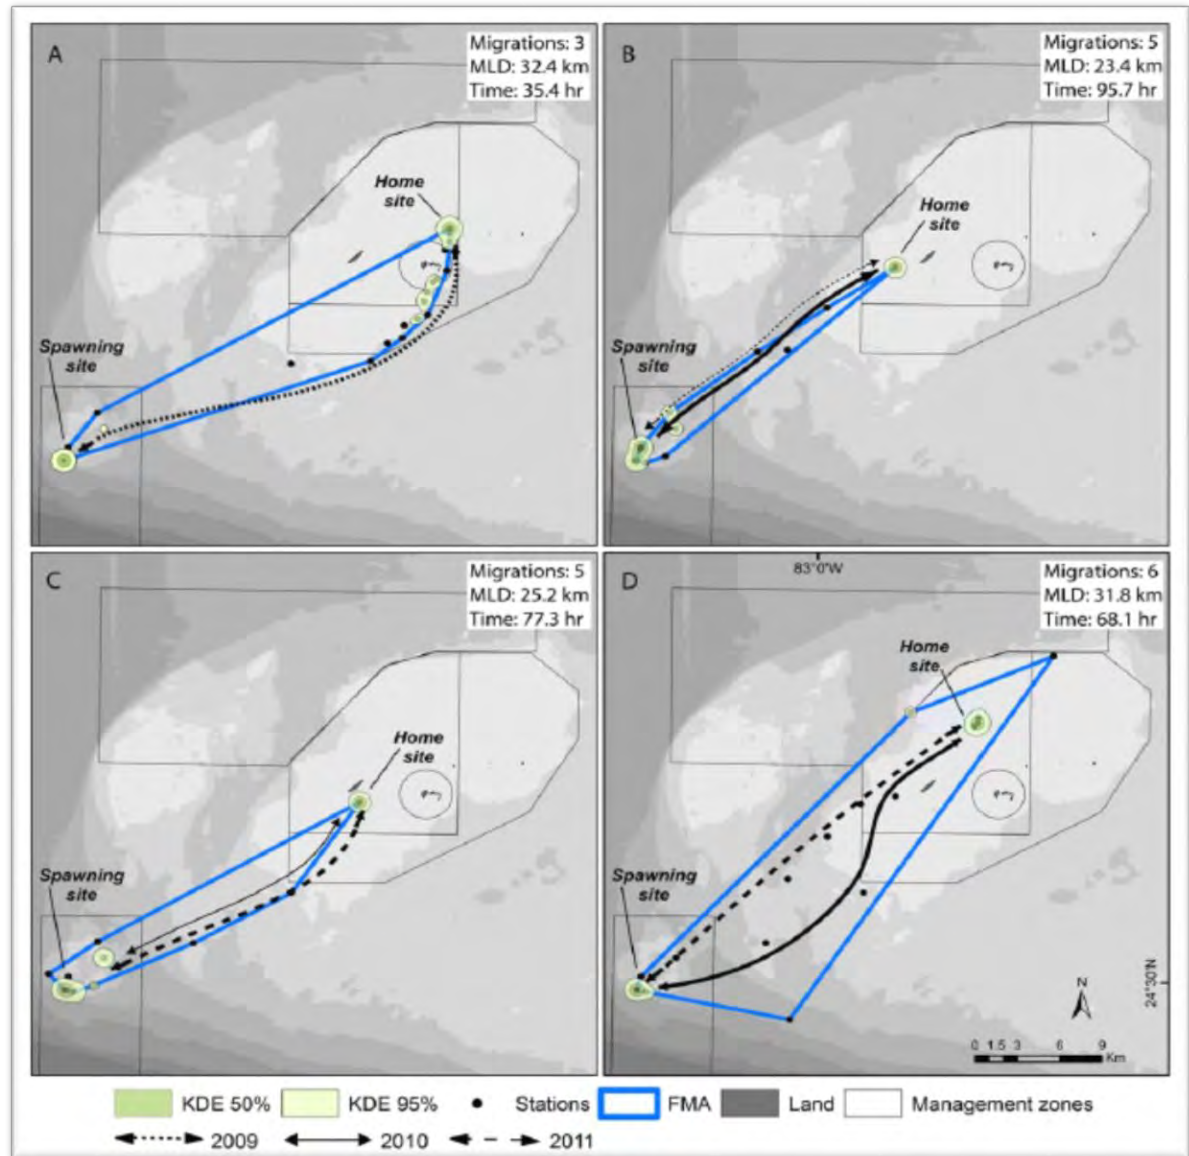 A
Migrations: 3
MLD: 32.4 km
Time: 35.4 hr
Home
site
Spawning
site
B
Migrations: 5
MLD: 23.4 km
Time: 95.7 hr
Home
site
Spawning
site
C
Migrations: 5
MLD: 25.2 km
Time: 77.3 hr
Home
site
Spawning
site
83°0'W
D
Migrations: 6
MLD: 31.8 km
Time: 68.1 hr
Home
site
Spawning
site
24°30'N
N
0 1.5 3 6 9
Km
KDE 50% KDE 95% Stations FMA Land Management zones
2009 2010 2011